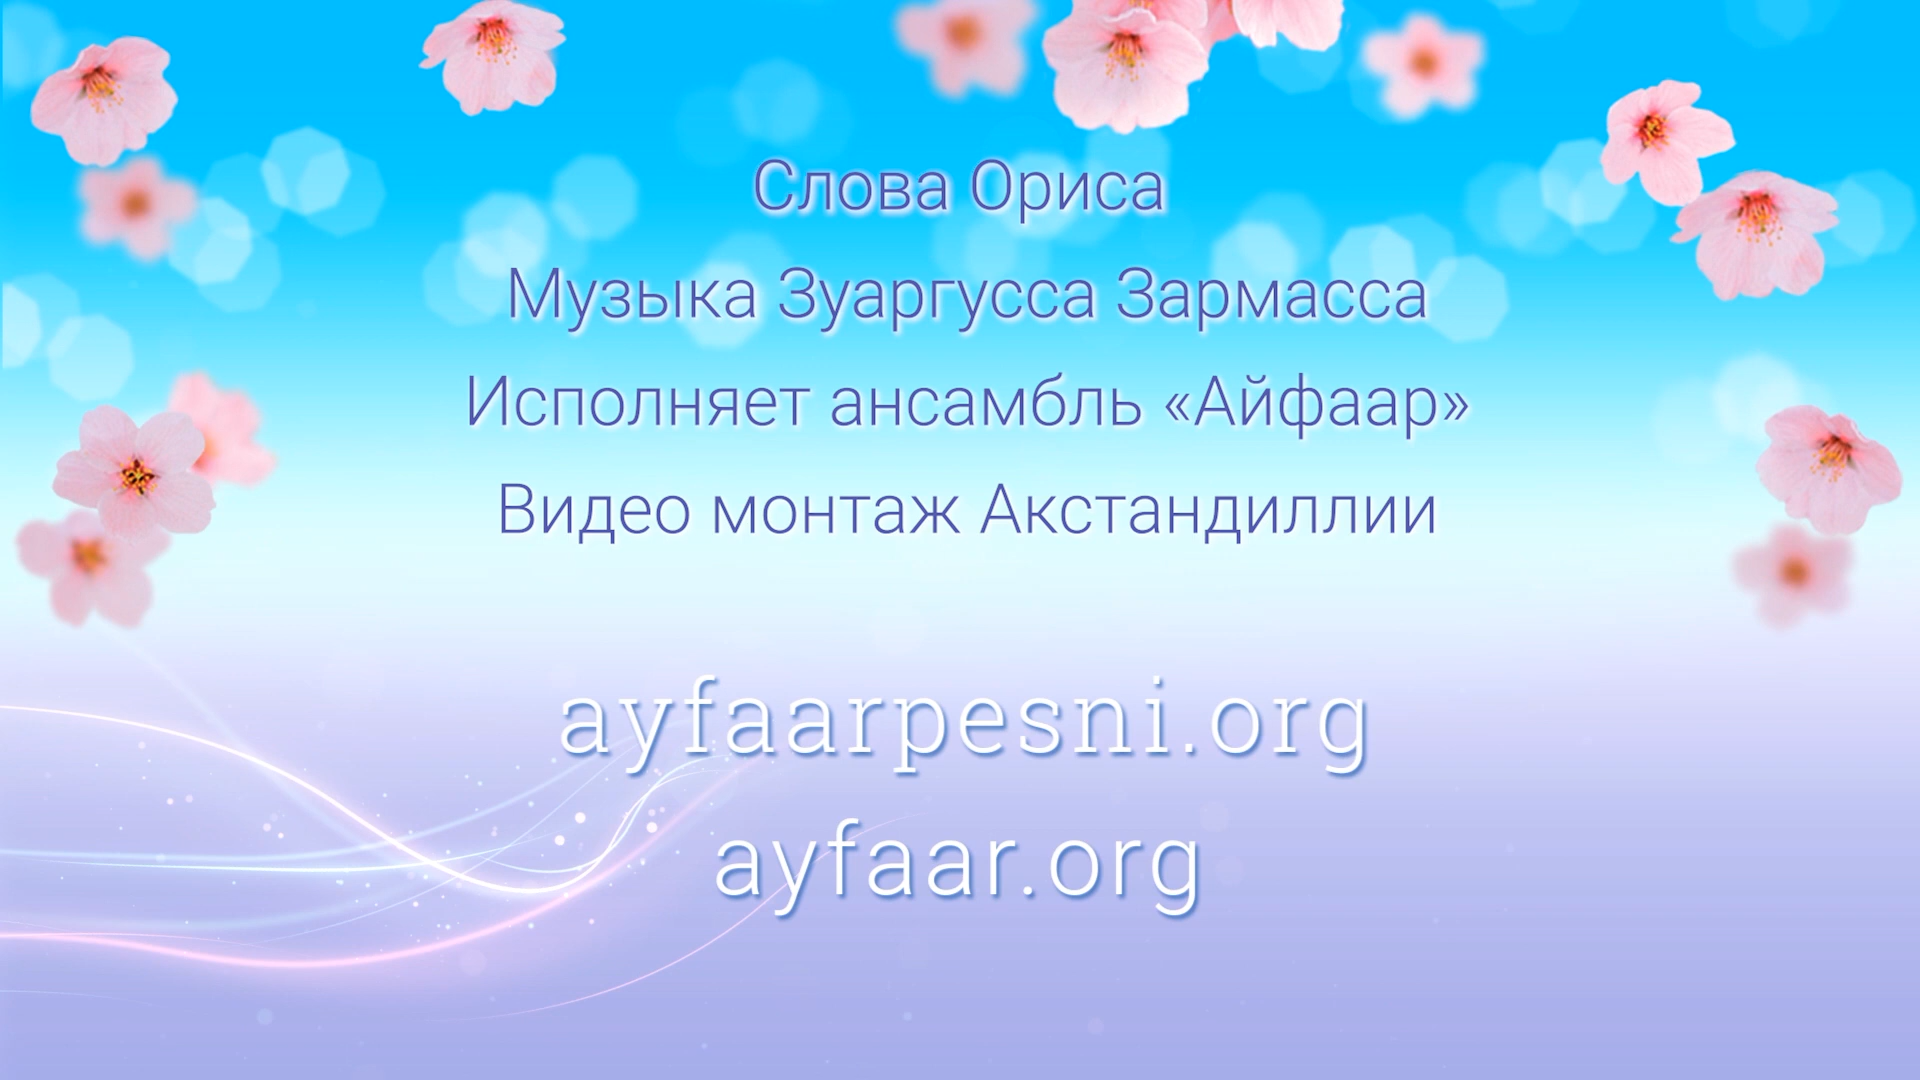 Слова Ориса
Музыка Зуаргусса Зармасса
Исполняет ансамбль «Айфаар»
Видео монтаж Акстандиллии
ayfaarpesni.org
ayfaar.org